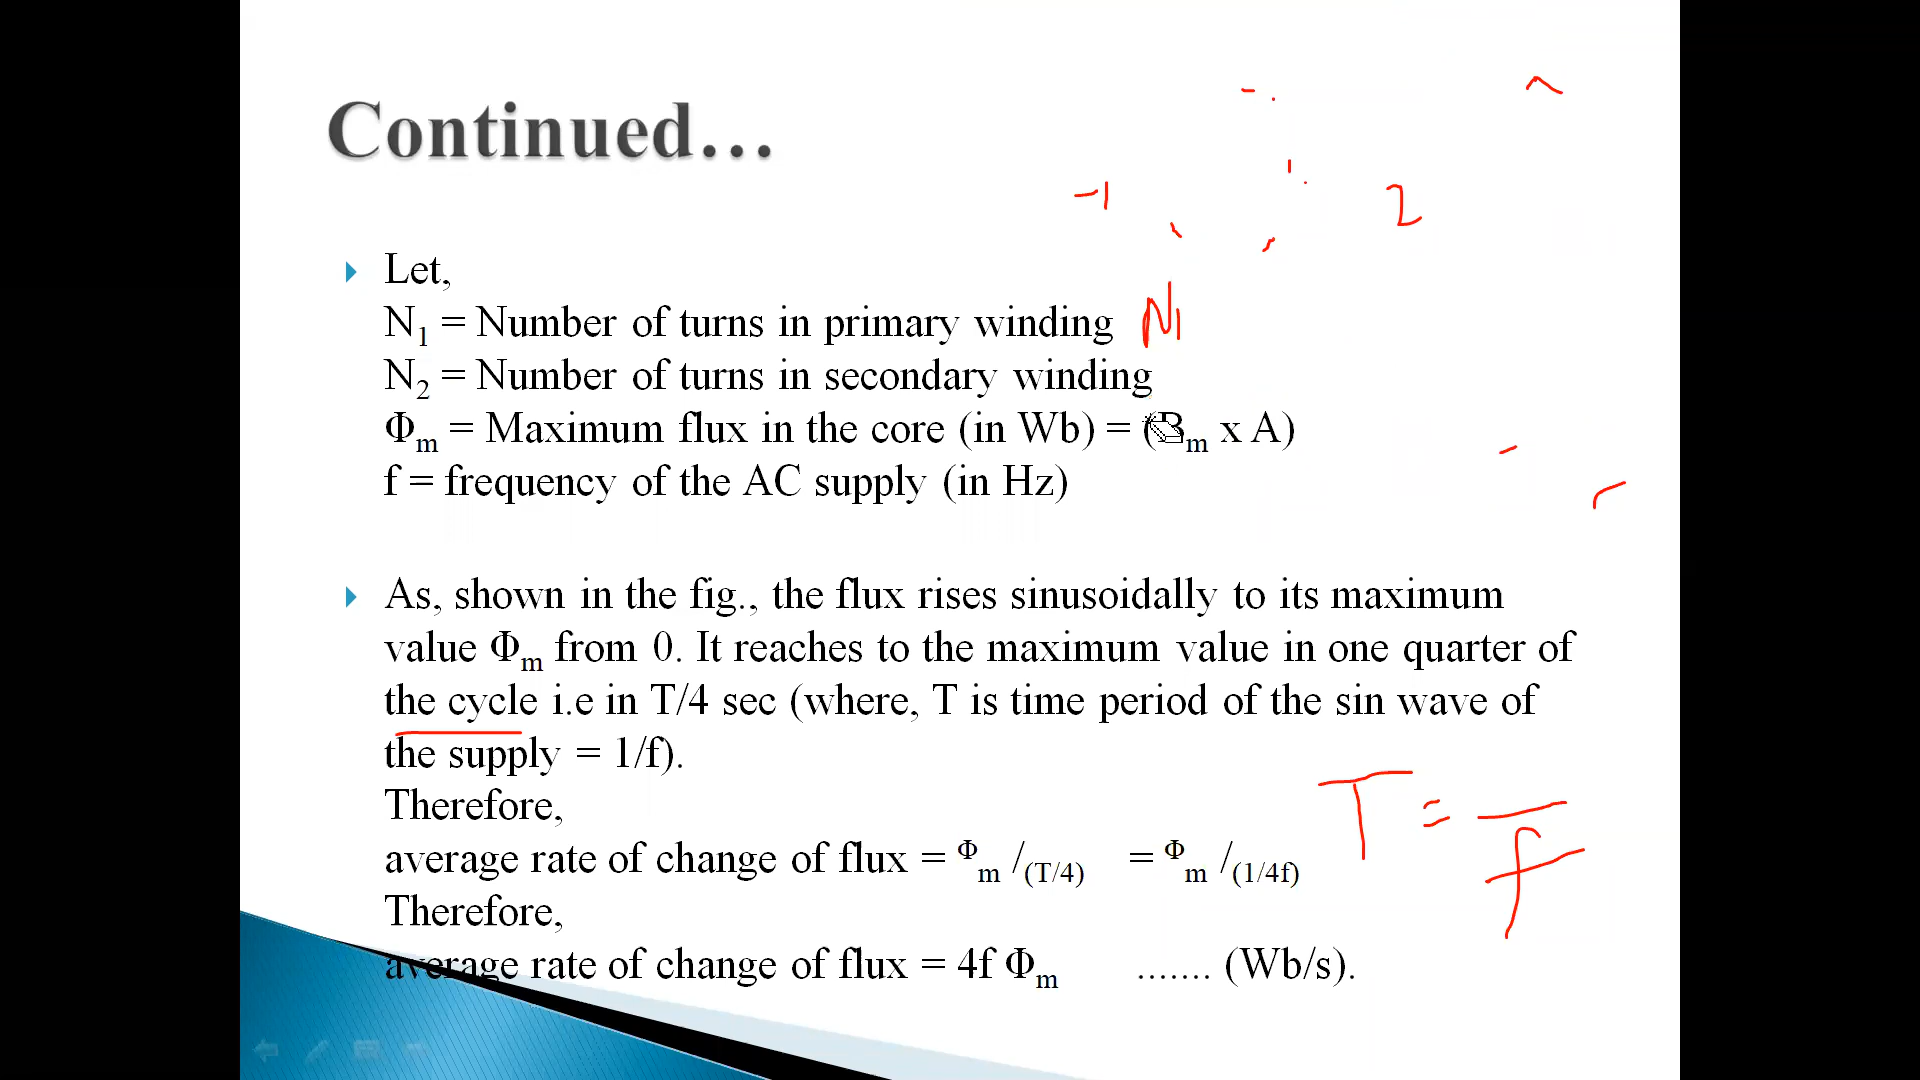 Continued...
Let,
N₁ = Number of turns in primary winding N1
N₂ = Number of turns in secondary winding
Φₘ = Maximum flux in the core (in Wb) = (Bₘ x A)
f = frequency of the AC supply (in Hz)
As, shown in the fig., the flux rises sinusoidally to its maximum
value Φₘ from 0. It reaches to the maximum value in one quarter of
the cycle i.e in T/4 sec (where, T is time period of the sin wave of
the supply = 1/f).
Therefore,
average rate of change of flux = Φₘ /(T/4) = Φₘ /(1/4f)
T = — f
Therefore,
average rate of change of flux = 4f Φₘ ....... (Wb/s).